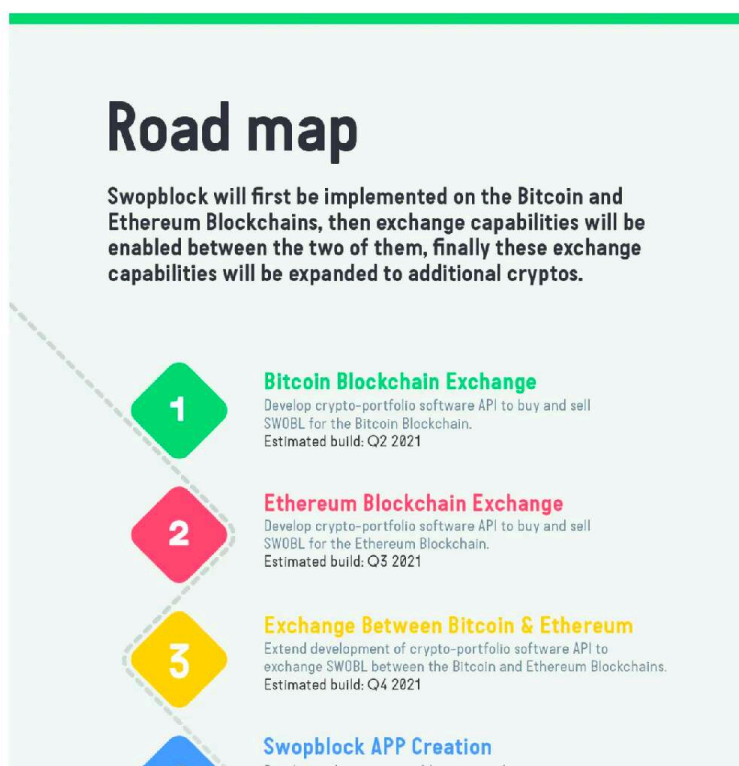 Road map
Swopblock will first be implemented on the Bitcoin and
Ethereum Blockchains, then exchange capabilities will be
enabled between the two of them, finally these exchange
capabilities will be expanded to additional cryptos.
1
Bitcoin Blockchain Exchange
Develop crypto-portfolio software API to buy and sell
SWOBL for the Bitcoin Blockchain.
Estimated build: Q2 2021
2
Ethereum Blockchain Exchange
Develop crypto-portfolio software API to buy and sell
SWOBL for the Ethereum Blockchain.
Estimated build: Q3 2021
3
Exchange Between Bitcoin & Ethereum
Extend development of crypto-portfolio software API to
exchange SWOBL between the Bitcoin and Ethereum Blockchains.
Estimated build: Q4 2021
Swopblock APP Creation